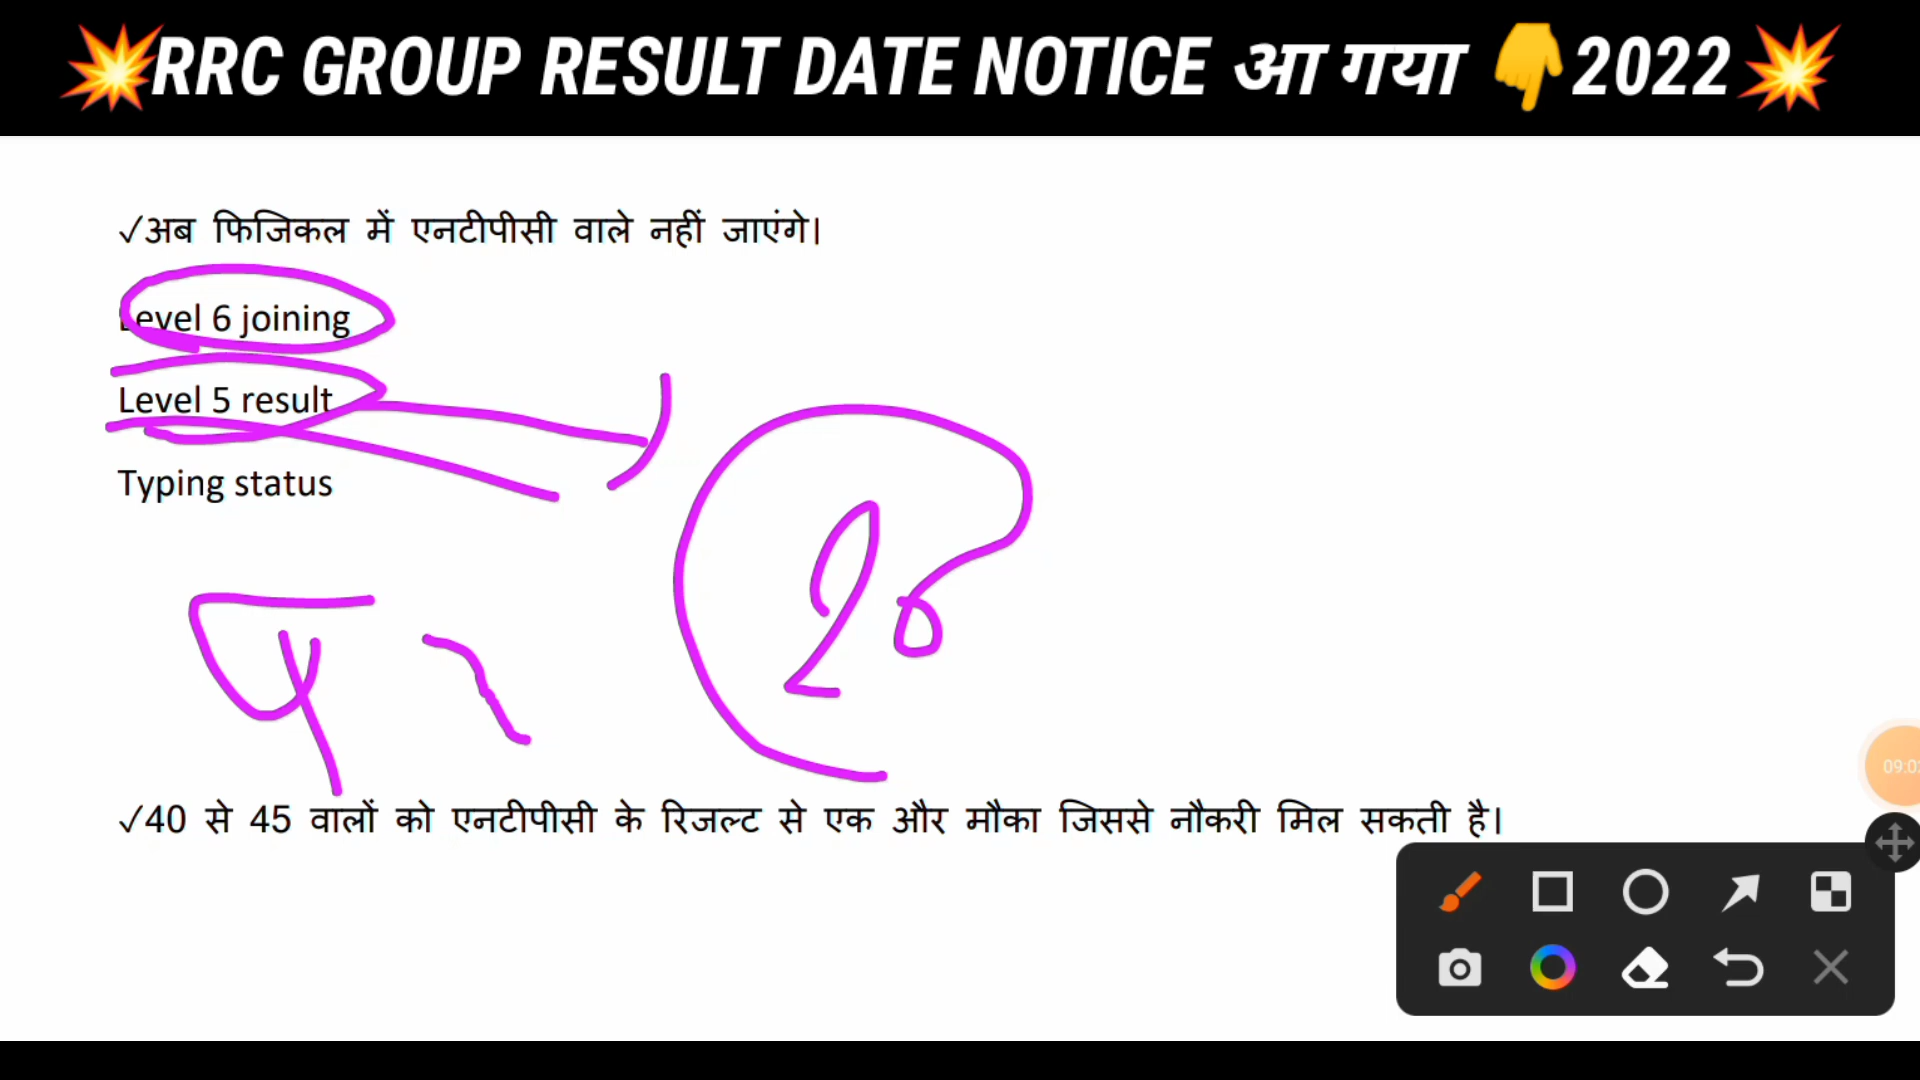 💥RRC GROUP RESULT DATE NOTICE आ गया 👇2022💥
✓अब फिजिकल में एनटीपीसी वाले नहीं जाएंगे।
Level 6 joining
Level 5 result
Typing status
✓40 से 45 वालों को एनटीपीसी के रिजल्ट से एक और मौका जिससे नौकरी मिल सकती है।